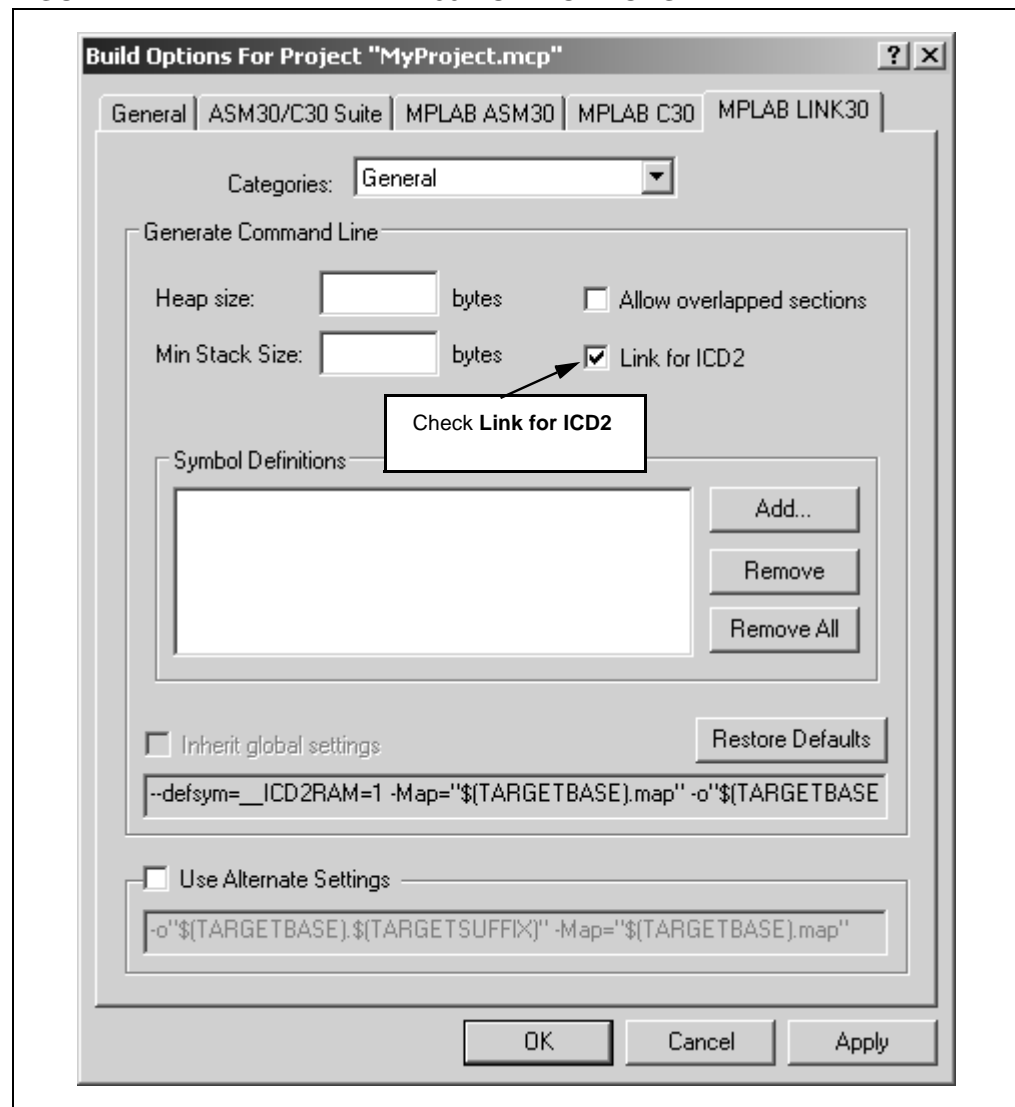 Build Options For Project "MyProject.mcp"
General ASM30/C30 Suite MPLAB ASM30 MPLAB C30 MPLAB LINK30
Categories: General
Generate Command Line
Heap size: bytes Allow overlapped sections
Min Stack Size: bytes Link for ICD2
Check Link for ICD2
Symbol Definitions
Add...
Remove
Remove All
Inherit global settings Restore Defaults
--defsym=__ICD2RAM=1 -Map="$(TARGETBASE).map" -o"$(TARGETBASE
Use Alternate Settings
-o"$(TARGETBASE).$(TARGETSUFFIX)" -Map="$(TARGETBASE).map"
OK Cancel Apply